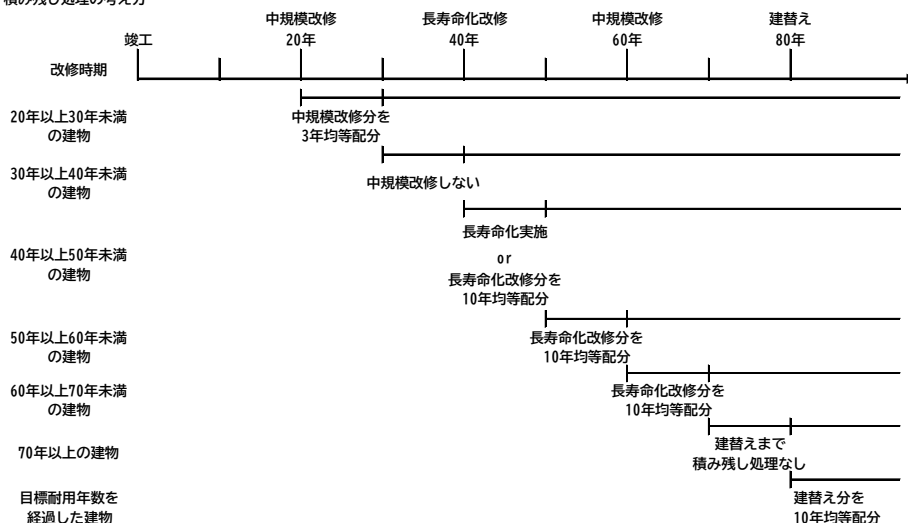 積み残し処理の考え方
中規模改修
長寿命化改修
中規模改修
建替え
竣工
20年
40年
60年
80年
改修時期
20年以上30年未満
の建物
中規模改修分を
3年均等配分
30年以上40年未満
の建物
中規模改修しない
40年以上50年未満
の建物
長寿命化実施
or
長寿命化改修分を
10年均等配分
50年以上60年未満
の建物
長寿命化改修分を
10年均等配分
60年以上70年未満
の建物
長寿命化改修分を
10年均等配分
70年以上の建物
建替えまで
積み残し処理なし
目標耐用年数を
経過した建物
建替え分を
10年均等配分